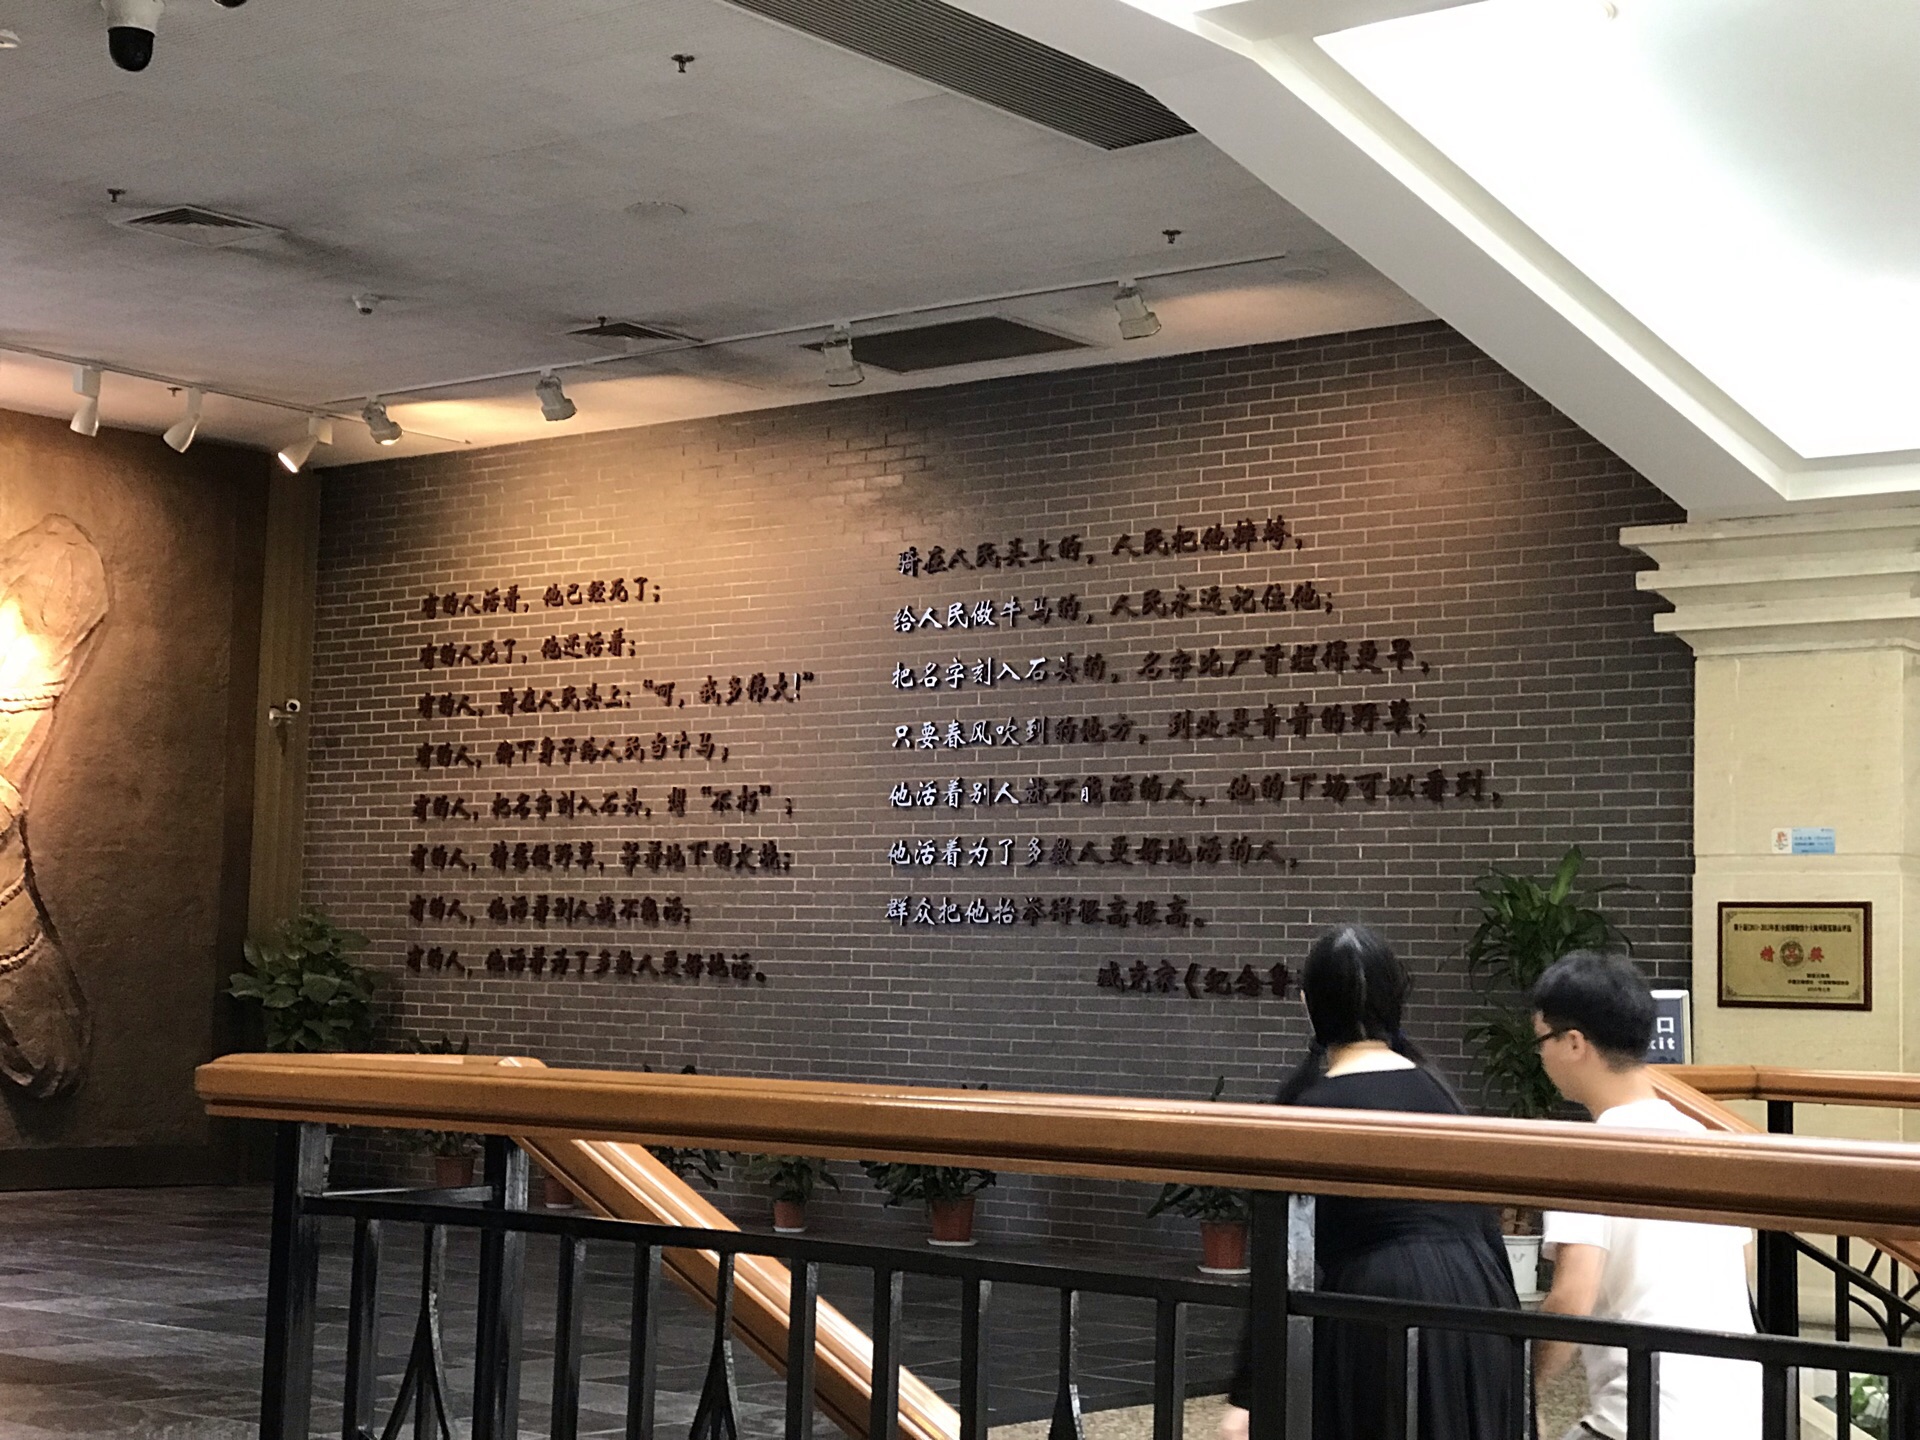 有的人活着，他已经死了；
有的人死了，他还活着；
有的人，骑在人民头上：“呵，我多伟大！”
有的人，俯下身子给人民当牛马；
有的人，把名字刻入石头，想“不朽”；
有的人，情愿做野草，等着地下的火烧；
有的人，他活着别人就不能活；
有的人，他活着为了多数人更好地活。
骑在人民头上的，人民把他摔垮，
给人民做牛马的，人民永远记住他；
把名字刻入石头的，名字比尸首烂得更早，
只要春风吹到的地方，到处是青青的野草；
他活着别人就不能活的人，他的下场可以看到，
他活着为了多数人更好地活的人，
群众把他抬举得很高很高。
臧克家《纪念鲁
口
xit
精 奖